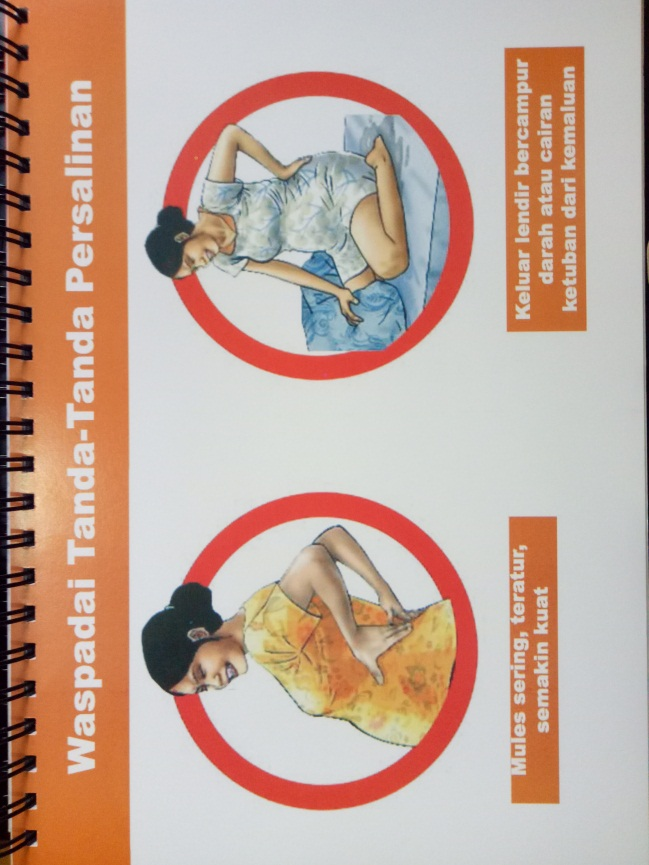 Waspadai Tanda-Tanda Persalinan
Mules sering, teratur,
semakin kuat
Keluar lendir bercampur
darah atau cairan
ketuban dari kemaluan